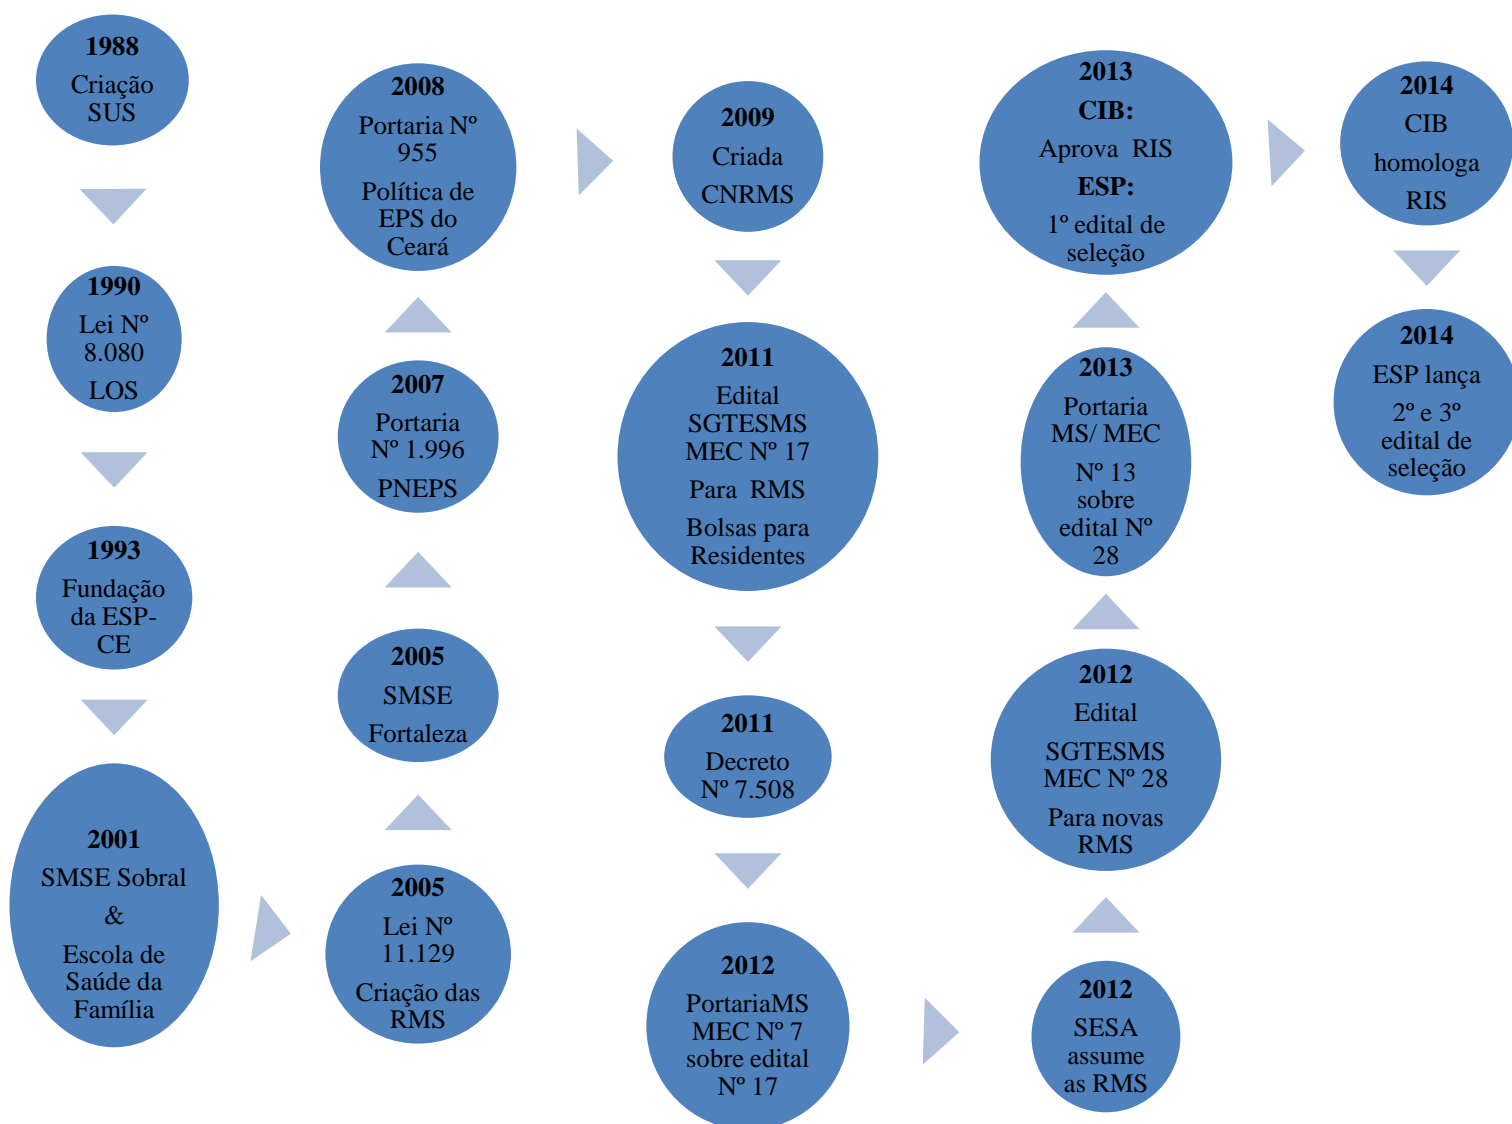 1988
Criação
SUS
1990
Lei Nº
8.080
LOS
1993
Fundação
da ESP-
CE
2001
SMSE Sobral
&
Escola de
Saúde da
Família
2005
Lei Nº
11.129
Criação das
RMS
2005
SMSE
Fortaleza
2007
Portaria
Nº 1.996
PNEPS
2008
Portaria Nº
955
Política de
EPS do
Ceará
2009
Criada
CNRMS
2011
Edital
SGTESMS
MEC Nº 17
Para RMS
Bolsas para
Residentes
2011
Decreto
Nº 7.508
2012
PortariaMS
MEC Nº 7
sobre edital
Nº 17
2012
SESA
assume
as RMS
2012
Edital
SGTESMS
MEC Nº 28
Para novas
RMS
2013
Portaria
MS/ MEC
Nº 13
sobre
edital Nº
28
2013
CIB:
Aprova RIS
ESP:
1º edital de
seleção
2014
CIB
homologa
RIS
2014
ESP lança
2º e 3º
edital de
seleção